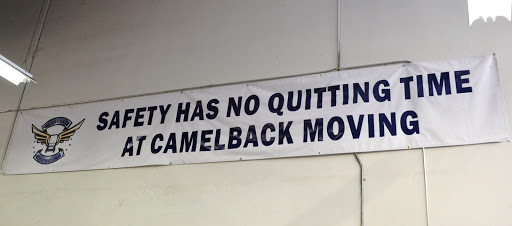 SAFETY HAS NO QUITTING TIME
AT CAMELBACK MOVING